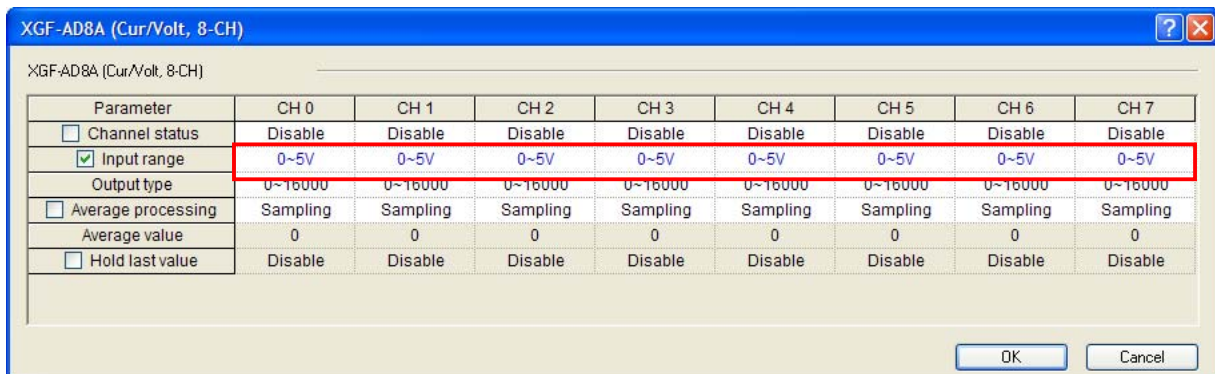 XGF-AD8A (Cur/Volt, 8-CH)
XGF-AD8A (Cur/Volt, 8-CH)
Parameter CH 0 CH 1 CH 2 CH 3 CH 4 CH 5 CH 6 CH 7
Channel status Disable Disable Disable Disable Disable Disable Disable Disable
Input range 0~5V 0~5V 0~5V 0~5V 0~5V 0~5V 0~5V 0~5V
Output type 0~16000 0~16000 0~16000 0~16000 0~16000 0~16000 0~16000 0~16000
Average processing Sampling Sampling Sampling Sampling Sampling Sampling Sampling Sampling
Average value 0 0 0 0 0 0 0 0
Hold last value Disable Disable Disable Disable Disable Disable Disable Disable
OK Cancel